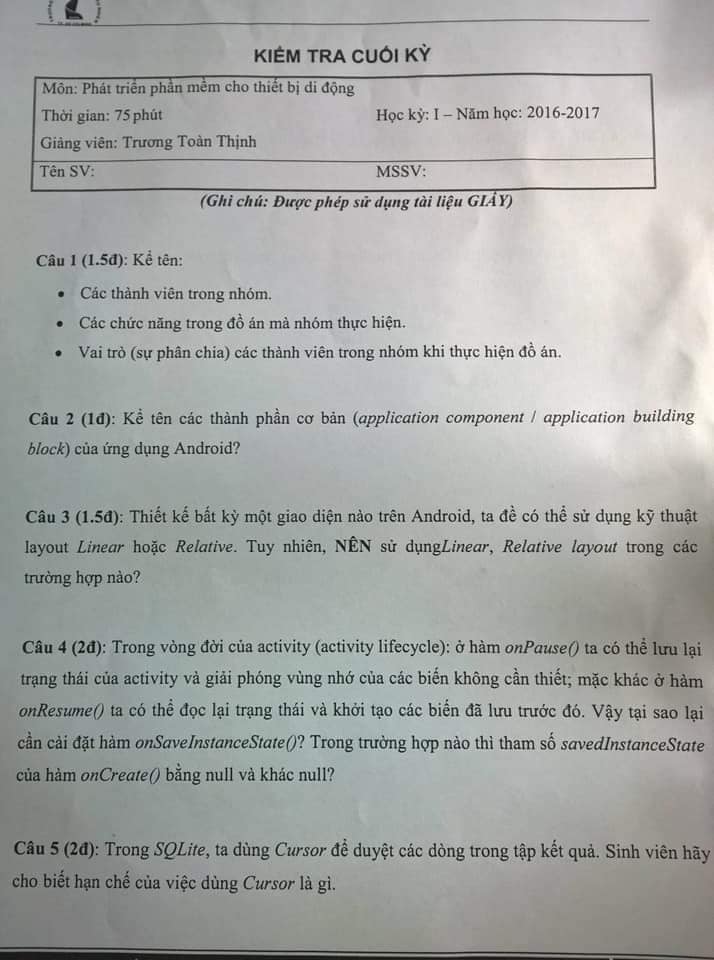 KIỂM TRA CUỐI KỲ
Môn: Phát triển phần mềm cho thiết bị di động
Thời gian: 75 phút Học kỳ: I – Năm học: 2016-2017
Giảng viên: Trương Toàn Thịnh
Tên SV: MSSV:
(Ghi chú: Được phép sử dụng tài liệu GIẤY)
Câu 1 (1.5đ): Kể tên:
• Các thành viên trong nhóm.
• Các chức năng trong đồ án mà nhóm thực hiện.
• Vai trò (sự phân chia) các thành viên trong nhóm khi thực hiện đồ án.
Câu 2 (1đ): Kể tên các thành phần cơ bản (application component / application building
block) của ứng dụng Android?
Câu 3 (1.5đ): Thiết kế bất kỳ một giao diện nào trên Android, ta đề có thể sử dụng kỹ thuật
layout Linear hoặc Relative. Tuy nhiên, NÊN sử dụngLinear, Relative layout trong các
trường hợp nào?
Câu 4 (2đ): Trong vòng đời của activity (activity lifecycle): ở hàm onPause() ta có thể lưu lại
trạng thái của activity và giải phóng vùng nhớ của các biến không cần thiết; mặc khác ở hàm
onResume() ta có thể đọc lại trạng thái và khởi tạo các biến đã lưu trước đó. Vậy tại sao lại
cần cài đặt hàm onSaveInstanceState()? Trong trường hợp nào thì tham số savedInstanceState
của hàm onCreate() bằng null và khác null?
Câu 5 (2đ): Trong SQLite, ta dùng Cursor để duyệt các dòng trong tập kết quả. Sinh viên hãy
cho biết hạn chế của việc dùng Cursor là gì.